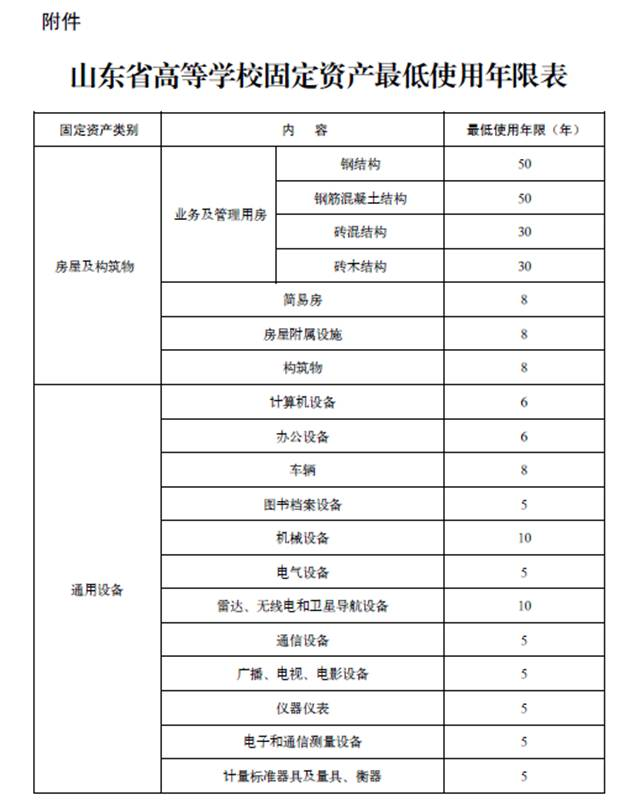 附件
山东省高等学校固定资产最低使用年限表
固定资产类别 内 容 最低使用年限（年）
房屋及构筑物 业务及管理用房 钢结构 50
钢筋混凝土结构 50
砖混结构 30
砖木结构 30
简易房 8
房屋附属设施 8
构筑物 8
通用设备 计算机设备 6
办公设备 6
车辆 8
图书档案设备 5
机械设备 10
电气设备 5
雷达、无线电和卫星导航设备 10
通信设备 5
广播、电视、电影设备 5
仪器仪表 5
电子和通信测量设备 5
计量标准器具及量具、衡器 5